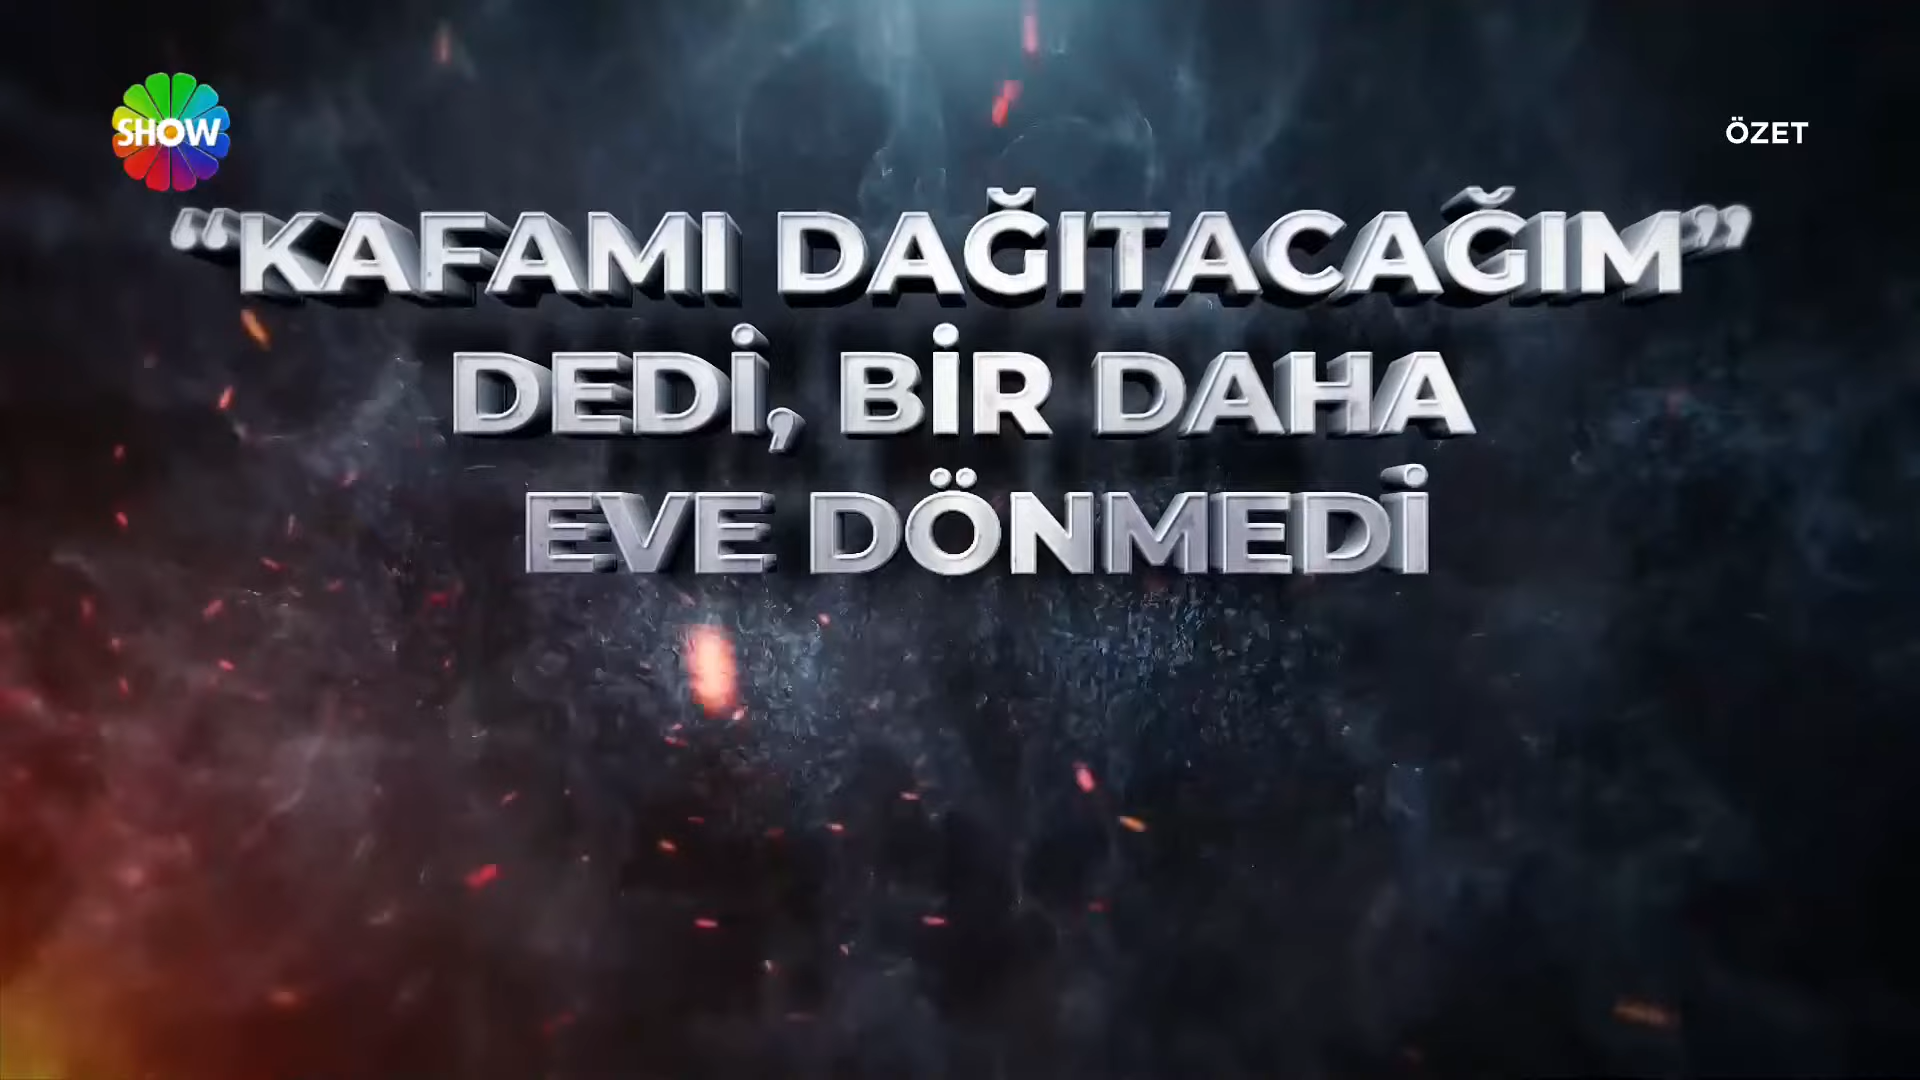 SHOW
ÖZET
“KAFAMI DAĞITACAĞIM”
DEDİ, BİR DAHA
EVE DÖNMEDİ